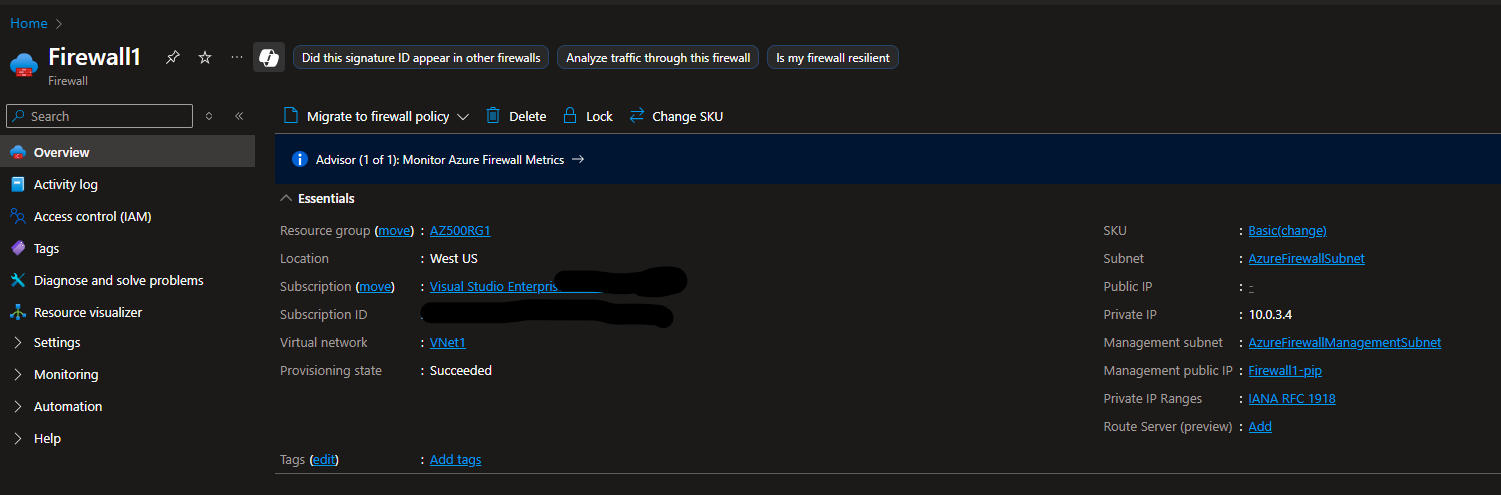 Home >
Firewall1
Firewall
Did this signature ID appear in other firewalls
Analyze traffic through this firewall
Is my firewall resilient
Search
Overview
Activity log
Access control (IAM)
Tags
Diagnose and solve problems
Resource visualizer
Settings
Monitoring
Automation
Help
Migrate to firewall policy
Delete
Lock
Change SKU
Advisor (1 of 1): Monitor Azure Firewall Metrics →
Essentials
Resource group (move) : AZ500RG1
Location : West US
Subscription (move) : Visual Studio
Subscription ID
Virtual network : VNet1
Provisioning state : Succeeded
SKU : Basic(change)
Subnet : AzureFirewallSubnet
Public IP : -
Private IP : 10.0.3.4
Management subnet : AzureFirewallManagementSubnet
Management public IP : Firewall1-pip
Private IP Ranges : IANA RFC 1918
Route Server (preview) : Add
Tags (edit) : Add tags